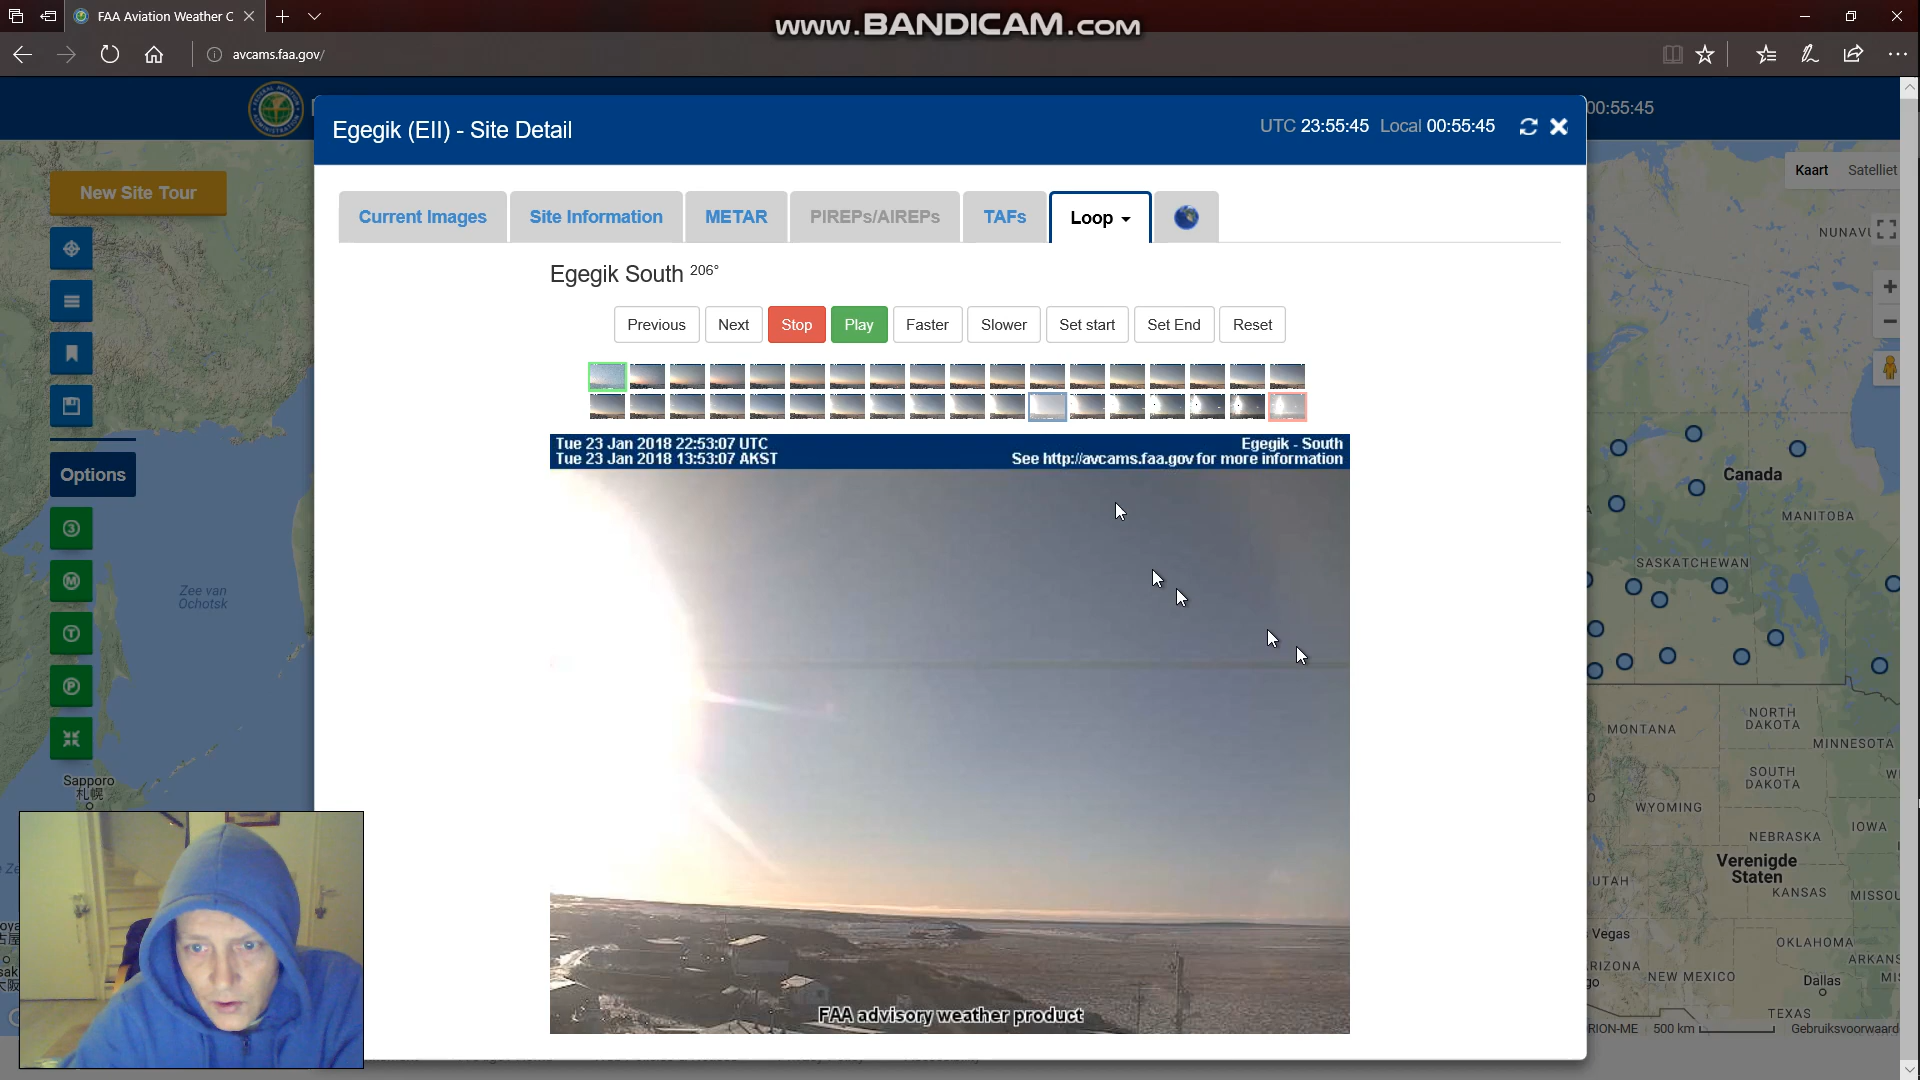 FAA Aviation Weather C
www.BANDICAM.com
avcams.faa.gov/
00:55:45
Egegik (EII) - Site Detail
UTC 23:55:45 Local 00:55:45
New Site Tour
Kaart Satelliet
Current Images
Site Information
METAR
PIREPs/AIREPs
TAFs
Loop
NUNAVU
Egegik South 206°
Previous
Next
Stop
Play
Faster
Slower
Set start
Set End
Reset
Options
Tue 23 Jan 2018 22:53:07 UTC
Tue 23 Jan 2018 13:53:07 AKST
Egegik - South
See http://avcams.faa.gov for more information
Canada
MANITOBA
SASKATCHEWAN
Zee van
Ochotsk
NORTH
DAKOTA
MONTANA
MINNESOTA
SOUTH
DAKOTA
WYOMING
Sapporo
札幌
IOWA
NEBRASKA
Verenigde
Staten
UTAH
KANSAS
MISSOU
Vegas
OKLAHOMA
ARKANS
ARIZONA
NEW MEXICO
Dallas
MIS
TEXAS
FAA advisory weather product
RION-ME 500 km
Gebruiksvoorwaard